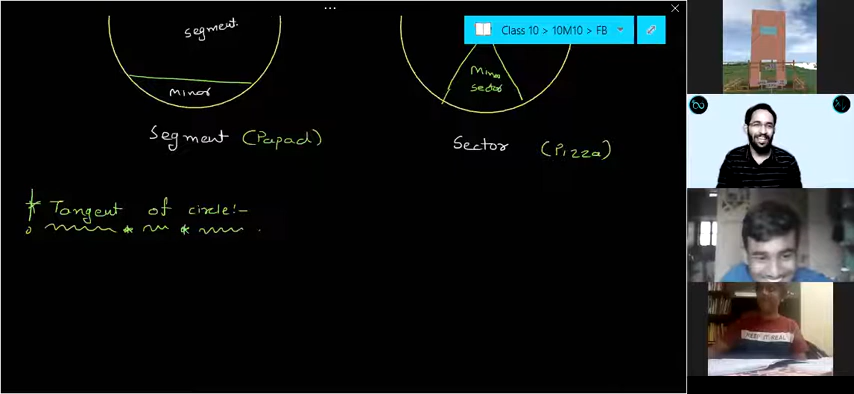 segment
Class 10 > 10M10 > FB
minor
Minor
sector
Segment (Papad)
Sector (Pizza)
* Tangent of circle:-
KEEP IT REAL